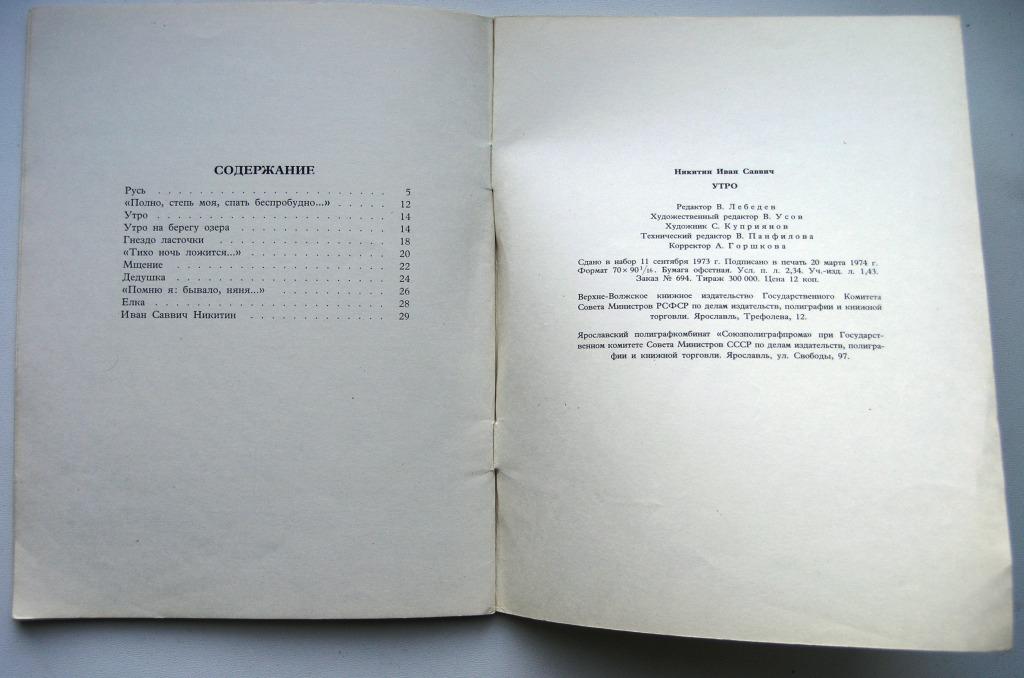 СОДЕРЖАНИЕ
Русь . . . . . . . . . . . . . . . . . 5
«Полно, степь моя, спать беспробудно...» . . . . . 12
Утро . . . . . . . . . . . . . . . . . 14
Утро на берегу озера . . . . . . . . . . . . 14
Гнездо ласточки . . . . . . . . . . . . . 18
«Тихо ночь ложится...» . . . . . . . . . . . 20
Мщение . . . . . . . . . . . . . . . . 22
Дедушка . . . . . . . . . . . . . . . . 24
«Помню я: бывало, няня...» . . . . . . . . . . 26
Елка . . . . . . . . . . . . . . . . . 28
Иван Саввич Никитин . . . . . . . . . . . 29
Никитин Иван Саввич
УТРО
Редактор В. Лебедев
Художественный редактор В. Усов
Художник С. Куприянов
Технический редактор В. Панфилова
Корректор А. Горшкова
Сдано в набор 11 сентября 1973 г. Подписано в печать 20 марта 1974 г.
Формат 70×90 1/16. Бумага офсетная. Усл. п. л. 2,34. Уч.-изд. л. 1,43.
Заказ № 694. Тираж 300 000. Цена 12 коп.
Верхне-Волжское книжное издательство Государственного Комитета
Совета Министров РСФСР по делам издательств, полиграфии и книжной
торговли. Ярославль, Трефолева, 12.
Ярославский полиграфкомбинат «Союзполиграфпрома» при Государст-
венном комитете Совета Министров СССР по делам издательств, полигра-
фии и книжной торговли. Ярославль, ул. Свободы, 97.